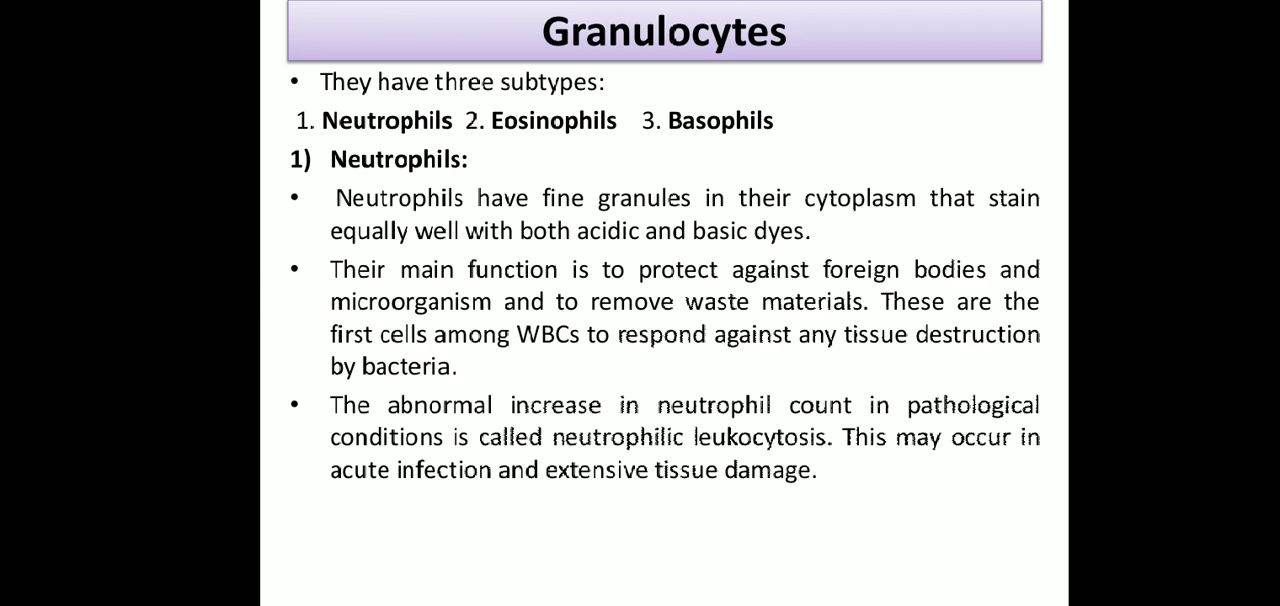 Granulocytes
• They have three subtypes:
1. Neutrophils 2. Eosinophils 3. Basophils
1) Neutrophils:
• Neutrophils have fine granules in their cytoplasm that stain
equally well with both acidic and basic dyes.
• Their main function is to protect against foreign bodies and
microorganism and to remove waste materials. These are the
first cells among WBCs to respond against any tissue destruction
by bacteria.
• The abnormal increase in neutrophil count in pathological
conditions is called neutrophilic leukocytosis. This may occur in
acute infection and extensive tissue damage.